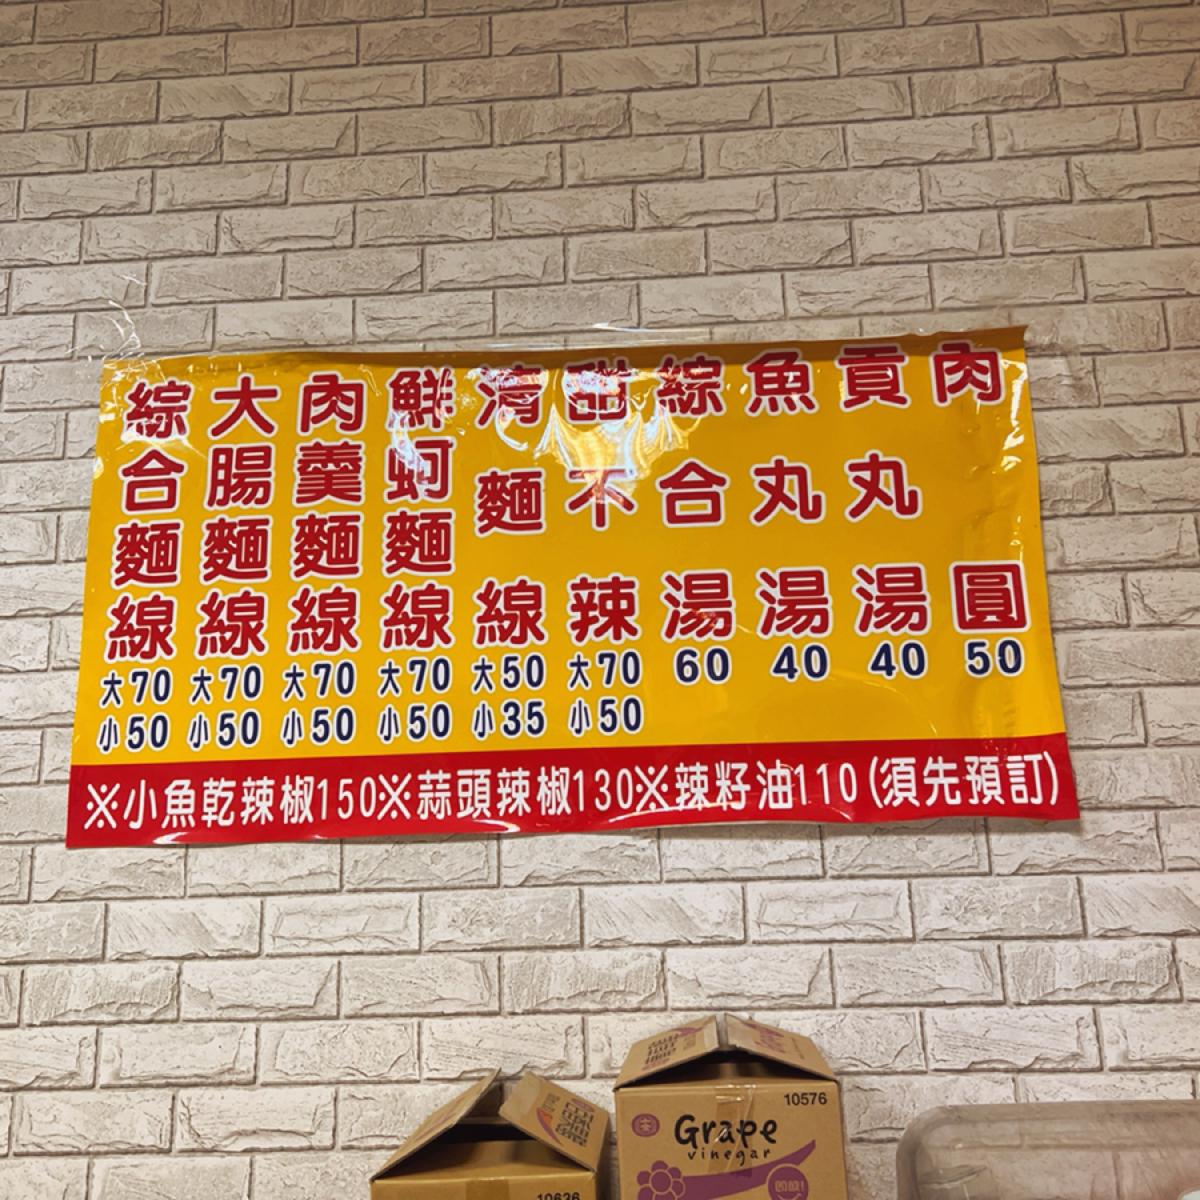 綜合麵線
大70
小50
大腸麵線
大70
小50
肉羹麵線
大70
小50
鮮蚵麵線
大70
小50
清麵線
大50
小35
甜不辣
大70
小50
綜合湯
60
魚丸湯
40
貢丸湯
40
肉圓
50
※小魚乾辣椒150※蒜頭辣椒130※辣籽油110(須先預訂)
10576
Grape
vinegar
10636